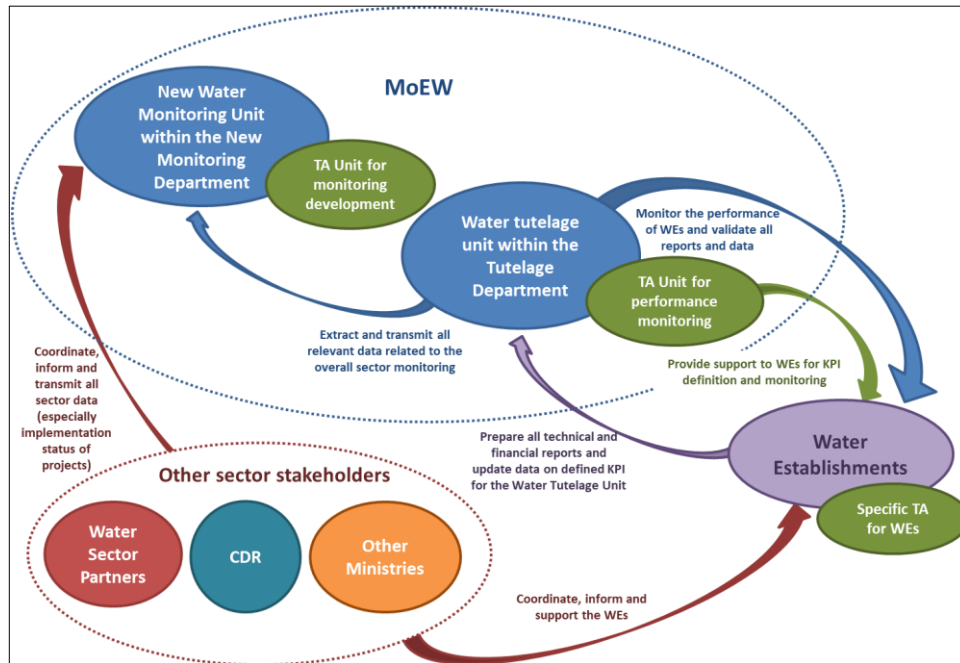 MoEW
New Water
Monitoring Unit
within the New
Monitoring
Department
TA Unit for
monitoring
development
Water tutelage
unit within the
Tutelage
Department
Monitor the performance
of WEs and validate all
reports and data
TA Unit for
performance
monitoring
Extract and transmit all
relevant data related to the
overall sector monitoring
Provide support to WEs for KPI
definition and monitoring
Coordinate,
inform and
transmit all
sector data
(especially
implementation
status of
projects)
Prepare all technical and
financial reports and
update data on defined KPI
for the Water Tutelage Unit
Water
Establishments
Specific TA
for WEs
Other sector stakeholders
Water
Sector
Partners
CDR
Other
Ministries
Coordinate, inform and
support the WEs